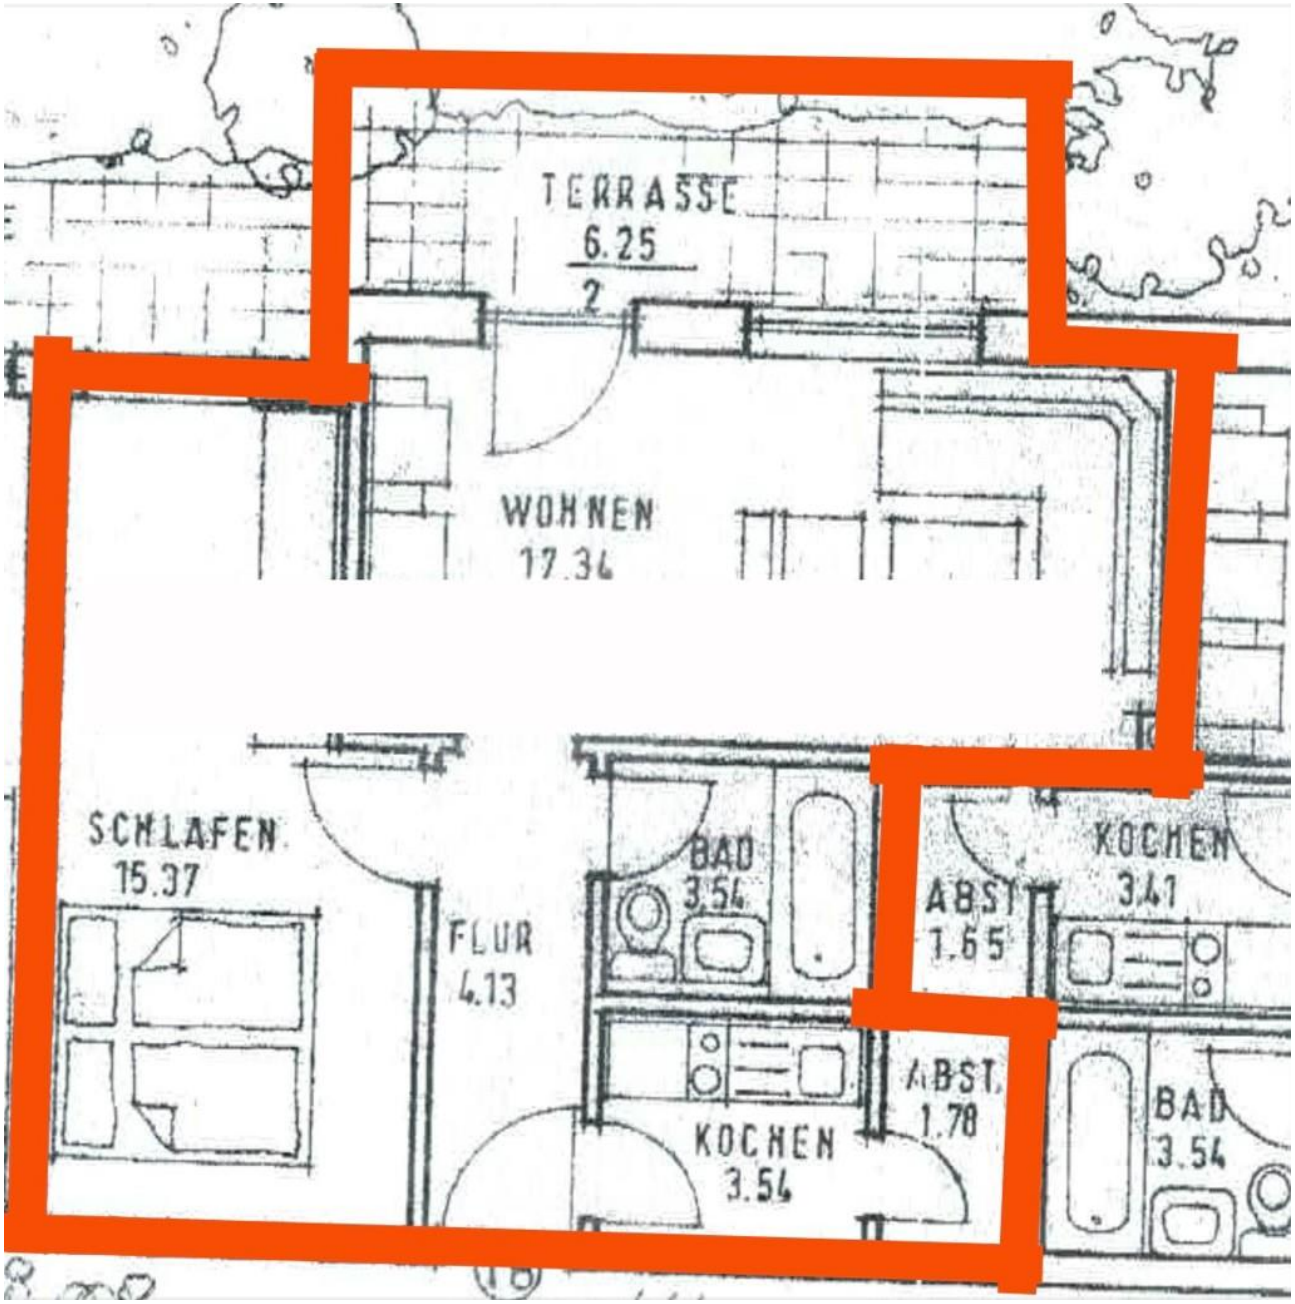 TERRASSE
6.25
2
WOHNEN
17.34
SCHLAFEN
15.37
BAD
3.54
FLUR
4.13
ABST
1.65
KOCHEN
3.41
ABST.
1.78
KOCHEN
3.54
BAD
3.54